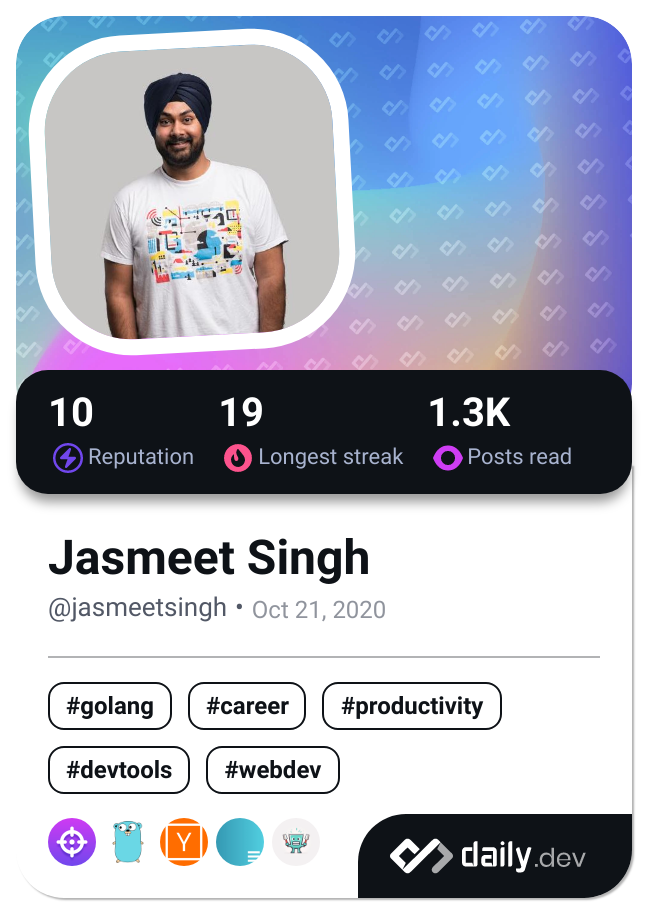 10 19 1.3K
Reputation Longest streak Posts read
Jasmeet Singh
@jasmeetsingh • Oct 21, 2020
#golang #career #productivity
#devtools #webdev
Y
daily.dev